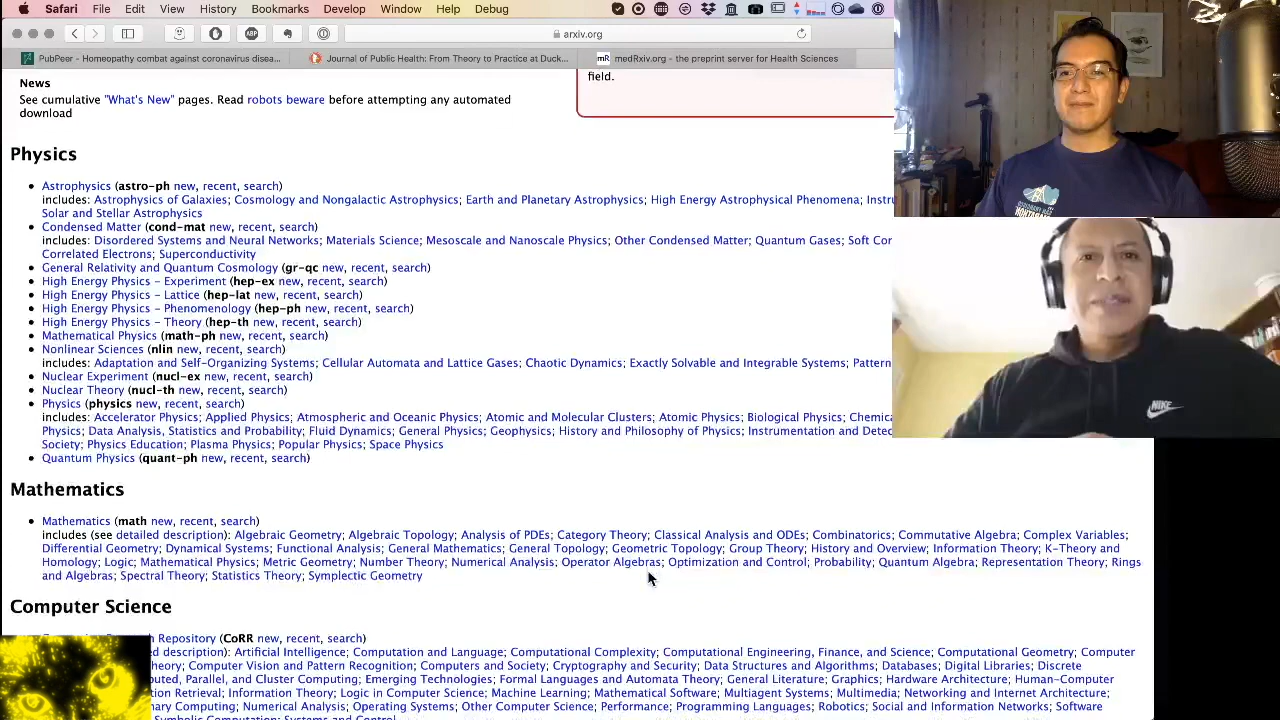 Safari File Edit View History Bookmarks Develop Window Help Debug
ABP
arxiv.org
PubPeer - Homeopathy combat against coronavirus disea...
Journal of Public Health: From Theory to Practice at Duck...
mR medRxiv.org - the preprint server for Health Sciences
News
See cumulative "What's New" pages. Read robots beware before attempting any automated
download
field.
Physics
Astrophysics (astro-ph new, recent, search)
includes: Astrophysics of Galaxies; Cosmology and Nongalactic Astrophysics; Earth and Planetary Astrophysics; High Energy Astrophysical Phenomena; Instru
Solar and Stellar Astrophysics
Condensed Matter (cond-mat new, recent, search)
includes: Disordered Systems and Neural Networks; Materials Science; Mesoscale and Nanoscale Physics; Other Condensed Matter; Quantum Gases; Soft Con
Correlated Electrons; Superconductivity
General Relativity and Quantum Cosmology (gr-qc new, recent, search)
High Energy Physics - Experiment (hep-ex new, recent, search)
High Energy Physics - Lattice (hep-lat new, recent, search)
High Energy Physics - Phenomenology (hep-ph new, recent, search)
High Energy Physics - Theory (hep-th new, recent, search)
Mathematical Physics (math-ph new, recent, search)
Nonlinear Sciences (nlin new, recent, search)
includes: Adaptation and Self-Organizing Systems; Cellular Automata and Lattice Gases; Chaotic Dynamics; Exactly Solvable and Integrable Systems; Pattern
Nuclear Experiment (nucl-ex new, recent, search)
Nuclear Theory (nucl-th new, recent, search)
Physics (physics new, recent, search)
includes: Accelerator Physics; Applied Physics; Atmospheric and Oceanic Physics; Atomic and Molecular Clusters; Atomic Physics; Biological Physics; Chemica
Physics; Data Analysis, Statistics and Probability; Fluid Dynamics; General Physics; Geophysics; History and Philosophy of Physics; Instrumentation and Detec
Society; Physics Education; Plasma Physics; Popular Physics; Space Physics
Quantum Physics (quant-ph new, recent, search)
NIKE
Mathematics
Mathematics (math new, recent, search)
includes (see detailed description): Algebraic Geometry; Algebraic Topology; Analysis of PDEs; Category Theory; Classical Analysis and ODEs; Combinatorics; Commutative Algebra; Complex Variables;
Differential Geometry; Dynamical Systems; Functional Analysis; General Mathematics; General Topology; Geometric Topology; Group Theory; History and Overview; Information Theory; K-Theory and
Homology; Logic; Mathematical Physics; Metric Geometry; Number Theory; Numerical Analysis; Operator Algebras; Optimization and Control; Probability; Quantum Algebra; Representation Theory; Rings
and Algebras; Spectral Theory; Statistics Theory; Symplectic Geometry
Computer Science
h Repository (CoRR new, recent, search)
ed description): Artificial Intelligence; Computation and Language; Computational Complexity; Computational Engineering, Finance, and Science; Computational Geometry; Computer
heory; Computer Vision and Pattern Recognition; Computers and Society; Cryptography and Security; Data Structures and Algorithms; Databases; Digital Libraries; Discrete
buted, Parallel, and Cluster Computing; Emerging Technologies; Formal Languages and Automata Theory; General Literature; Graphics; Hardware Architecture; Human-Computer
tion Retrieval; Information Theory; Logic in Computer Science; Machine Learning; Mathematical Software; Multiagent Systems; Multimedia; Networking and Internet Architecture;
nary Computing; Numerical Analysis; Operating Systems; Other Computer Science; Performance; Programming Languages; Robotics; Social and Information Networks; Software